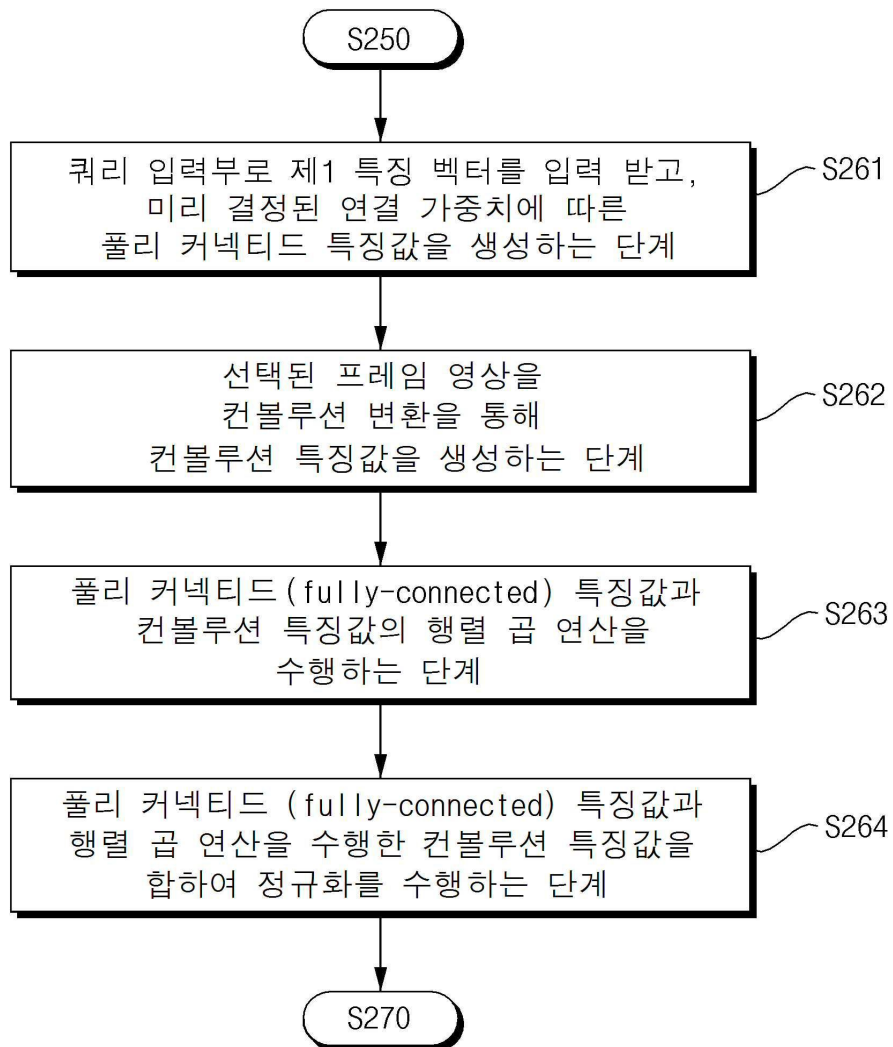 S250
쿼리 입력부로 제1 특징 벡터를 입력 받고,
미리 결정된 연결 가중치에 따른
풀리 커넥티드 특징값을 생성하는 단계
S261
선택된 프레임 영상을
컨볼루션 변환을 통해
컨볼루션 특징값을 생성하는 단계
S262
풀리 커넥티드(fully-connected) 특징값과
컨볼루션 특징값의 행렬 곱 연산을
수행하는 단계
S263
풀리 커넥티드 (fully-connected) 특징값과
행렬 곱 연산을 수행한 컨볼루션 특징값을
합하여 정규화를 수행하는 단계
S264
S270